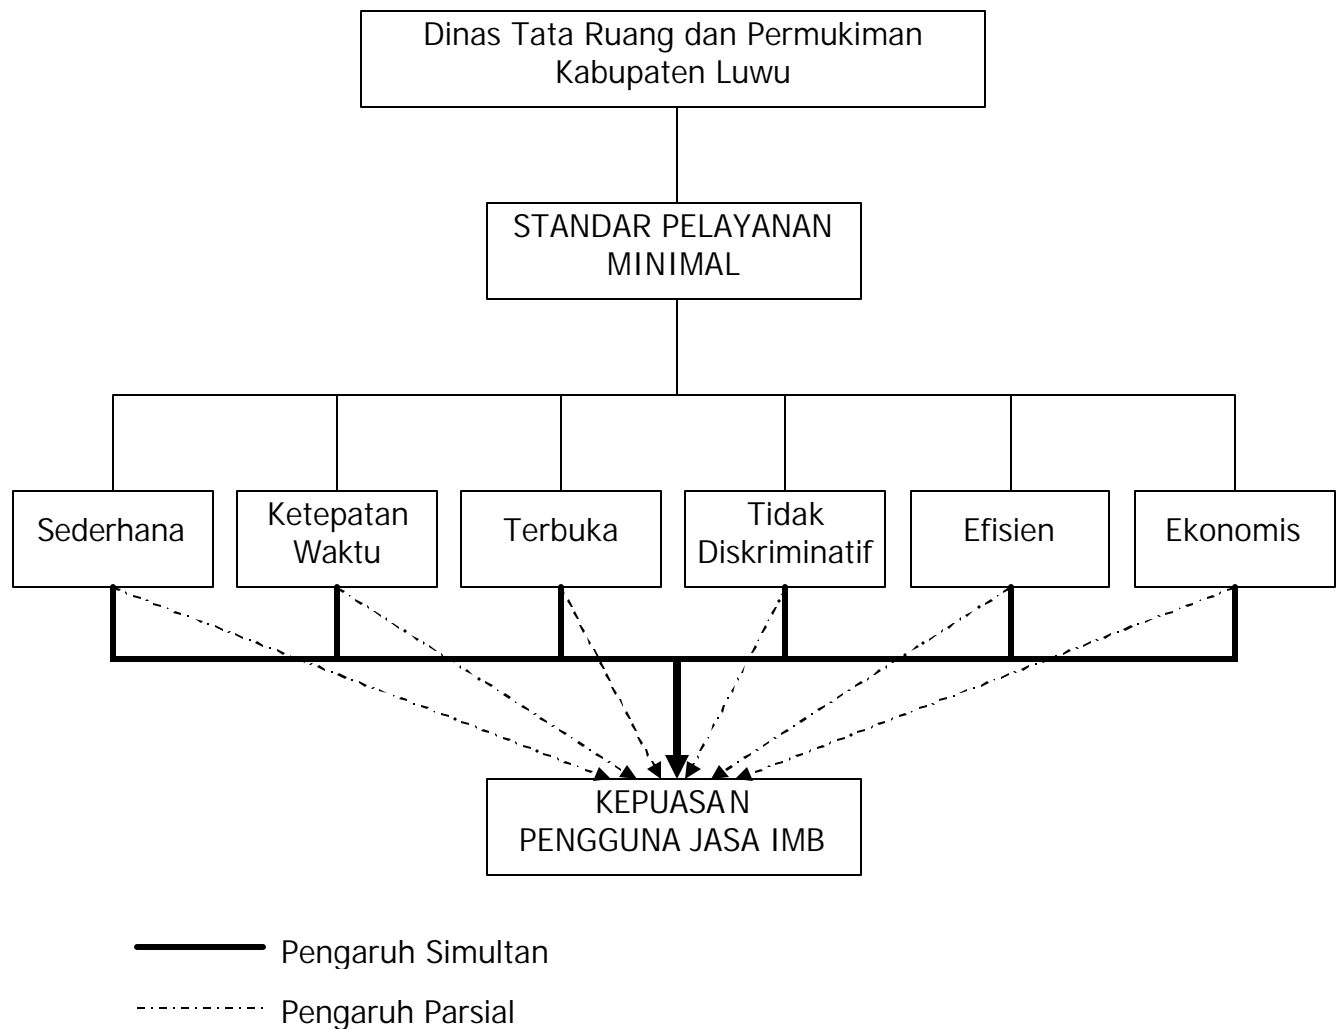 Dinas Tata Ruang dan Permukiman
Kabupaten Luwu
STANDAR PELAYANAN
MINIMAL
Sederhana
Ketepatan
Waktu
Terbuka
Tidak
Diskriminatif
Efisien
Ekonomis
KEPUASAN
PENGGUNA JASA IMB
Pengaruh Simultan
Pengaruh Parsial